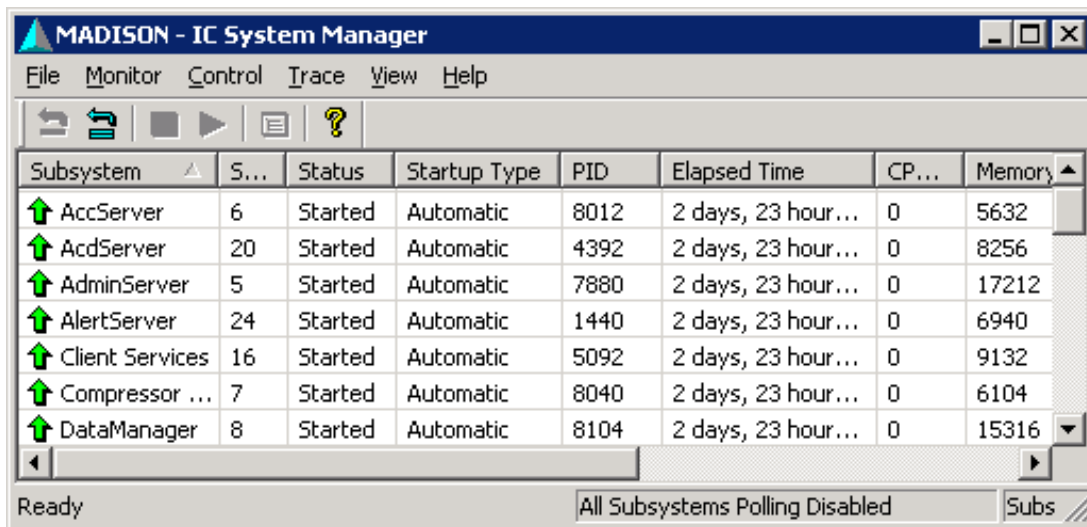 MADISON - IC System Manager
File Monitor Control Trace View Help
Subsystem S... Status Startup Type PID Elapsed Time CP... Memory
AccServer 6 Started Automatic 8012 2 days, 23 hour... 0 5632
AcdServer 20 Started Automatic 4392 2 days, 23 hour... 0 8256
AdminServer 5 Started Automatic 7880 2 days, 23 hour... 0 17212
AlertServer 24 Started Automatic 1440 2 days, 23 hour... 0 6940
Client Services 16 Started Automatic 5092 2 days, 23 hour... 0 9132
Compressor ... 7 Started Automatic 8040 2 days, 23 hour... 0 6104
DataManager 8 Started Automatic 8104 2 days, 23 hour... 0 15316
Ready All Subsystems Polling Disabled Subs